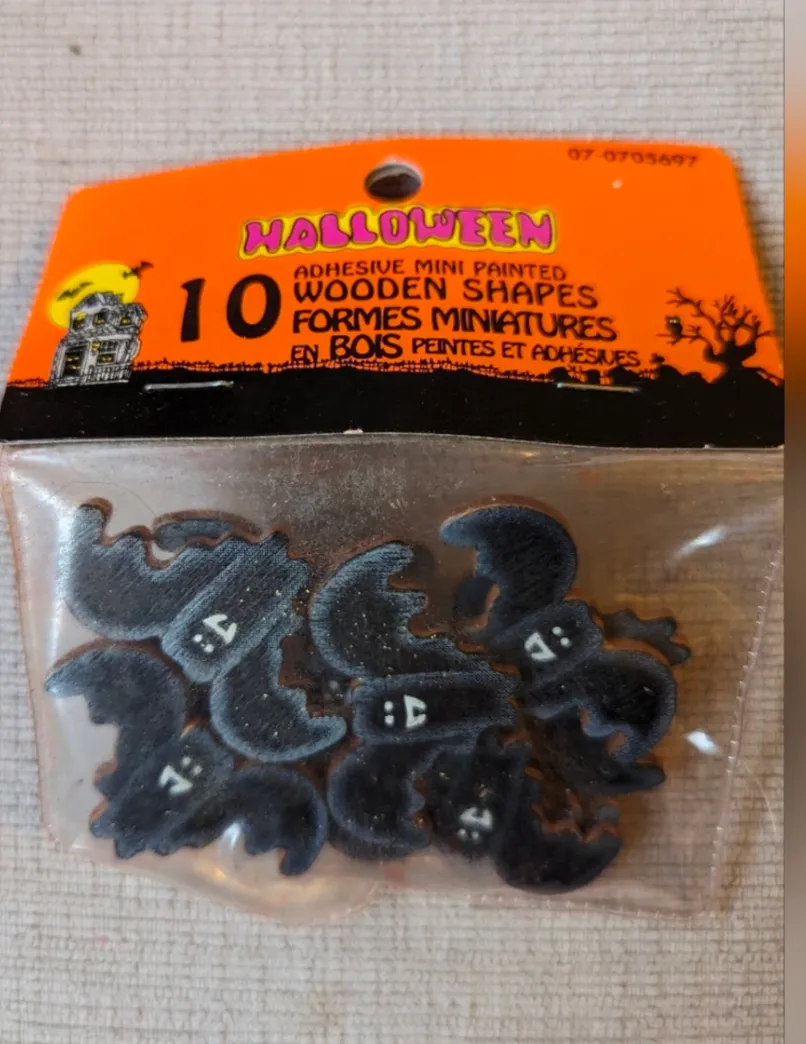 07-0705697
HALLOWEEN
10
ADHESIVE MINI PAINTED
WOODEN SHAPES
FORMES MINIATURES
EN BOIS PEINTES ET ADHÉSIVES